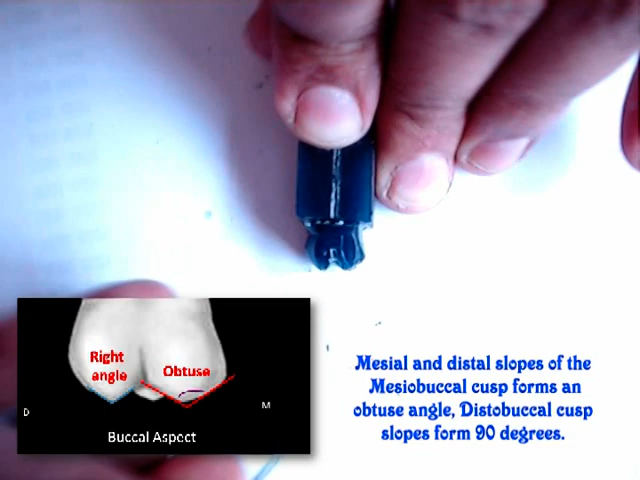 Right
angle
Obtuse
D
M
Buccal Aspect
Mesial and distal slopes of the
Mesiobuccal cusp forms an
obtuse angle, Distobuccal cusp
slopes form 90 degrees.